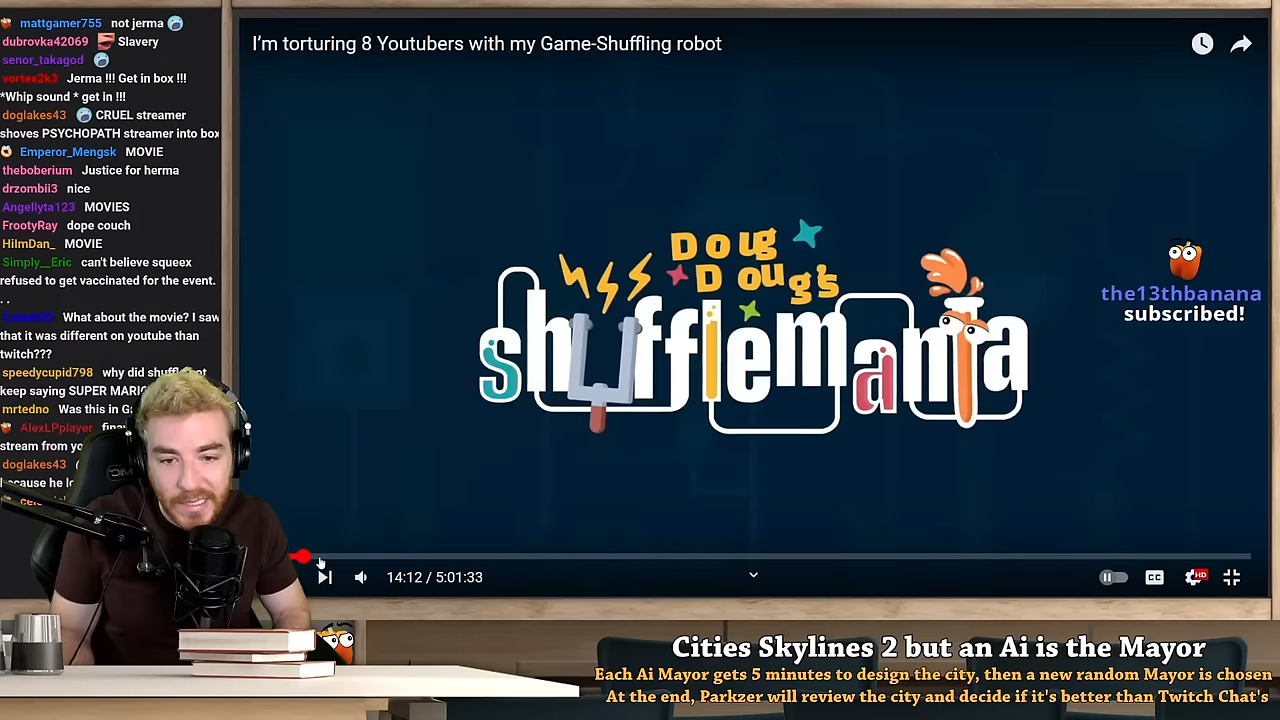 mattgamer755 not jerma
dubrovka42069 Slavery
senor_takagod
vortex2k3 Jerma !!! Get in box !!!
*Whip sound * get in !!!
doglakes43 CRUEL streamer
shoves PSYCHOPATH streamer into box
Emperor_Mengsk MOVIE
theboberium Justice for herma
drzombii3 nice
Angellyta123 MOVIES
FrootyRay dope couch
HilmDan_ MOVIE
Simply__Eric can't believe squeex
refused to get vaccinated for the event.
. .
What about the movie? I saw
that it was different on youtube than
twitch???
speedycupid798 why did
keep saying SUPER MARIO
mrtedno Was this in
AlexLPplayer
stream from
doglakes43
because he
I'm torturing 8 Youtubers with my Game-Shuffling robot
Doug
Doug's
shufflemania
the13thbanana
subscribed!
14:12 / 5:01:33
CC
HD
Cities Skylines 2 but an Ai is the Mayor
Each Ai Mayor gets 5 minutes to design the city, then a new random Mayor is chosen
At the end, Parkzer will review the city and decide if it's better than Twitch Chat's